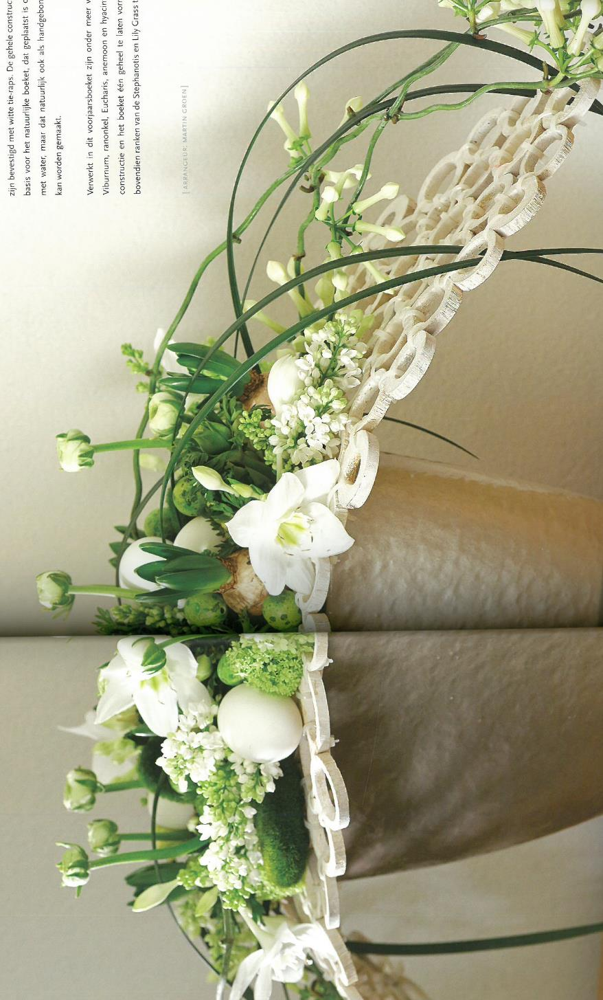 zijn bevestigd met witte tie-raps. De gehele construc
basis voor het natuurlijke boeket, dat geplaatst is
met water, maar dat natuurlijk ook als handgebon
kan worden gemaakt.
Verwerkt in dit voorjaarsboeket zijn onder meer
Viburnum, ranonkel, Eucharis, anemoon en hyacin
constructie en het boeket één geheel te laten vorm
bovendien ranken van de Stephanotis en Lily Grass t
[ ARRANGEUR: MARTIN GROEN ]